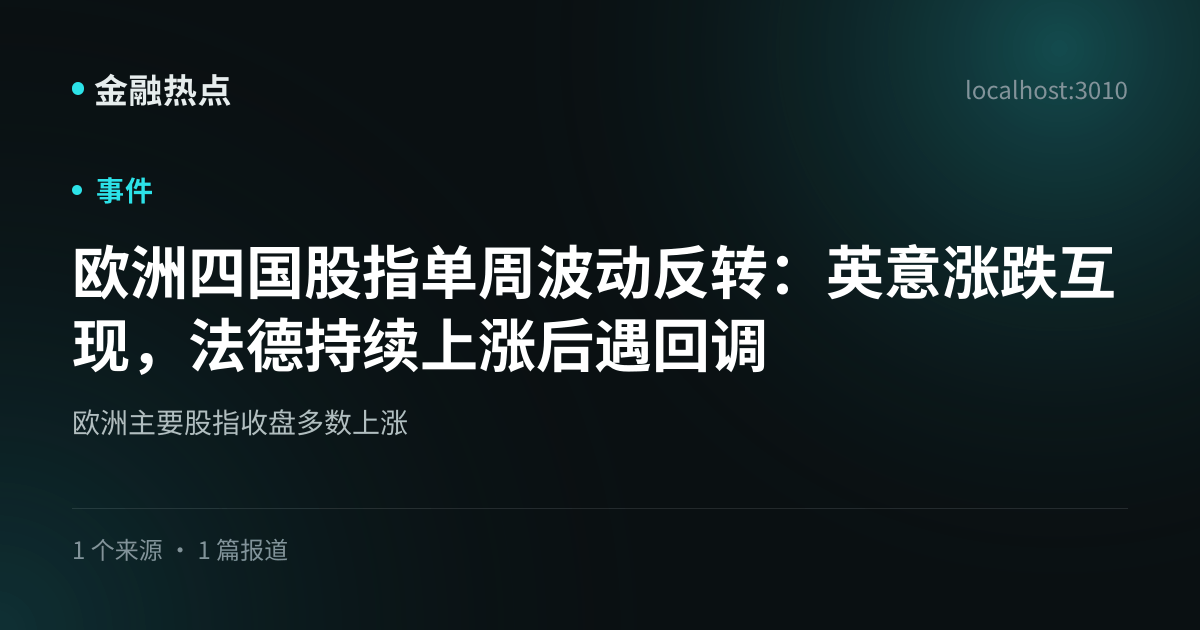 金融热点
localhost:3010
事件
欧洲四国股指单周波动反转：英意涨跌互
现，法德持续上涨后遇回调
欧洲主要股指收盘多数上涨
1 个来源 · 1 篇报道